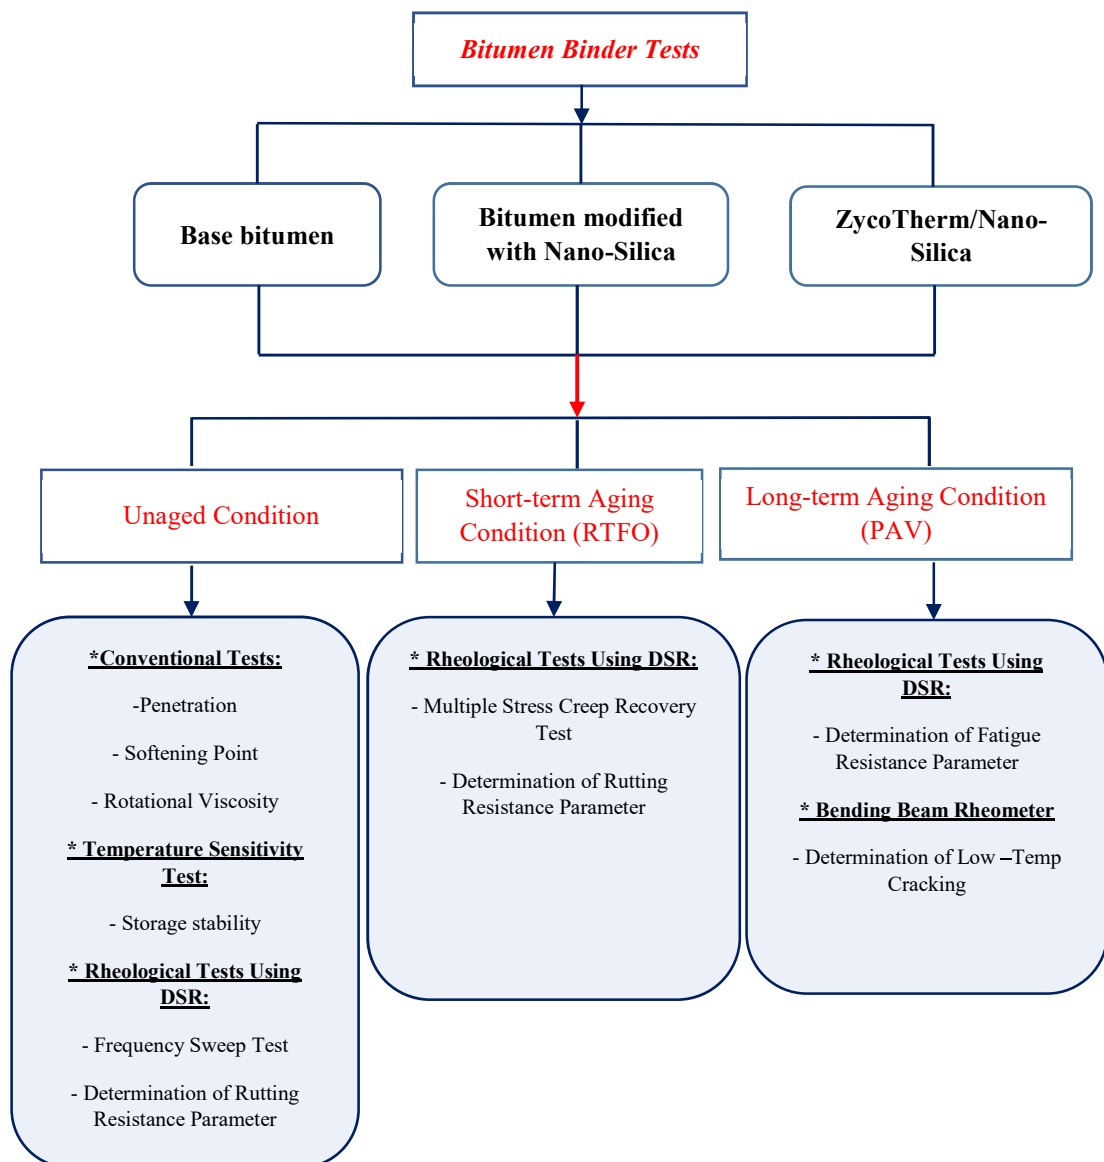 Bitumen Binder Tests
Base bitumen
Bitumen modified
with Nano-Silica
ZycoTherm/Nano-
Silica
Unaged Condition
Short-term Aging
Condition (RTFO)
Long-term Aging Condition
(PAV)
*Conventional Tests:
-Penetration
- Softening Point
- Rotational Viscosity
* Temperature Sensitivity
Test:
- Storage stability
* Rheological Tests Using
DSR:
- Frequency Sweep Test
- Determination of Rutting
Resistance Parameter
* Rheological Tests Using DSR:
- Multiple Stress Creep Recovery
Test
- Determination of Rutting
Resistance Parameter
* Rheological Tests Using
DSR:
- Determination of Fatigue
Resistance Parameter
* Bending Beam Rheometer
- Determination of Low –Temp
Cracking